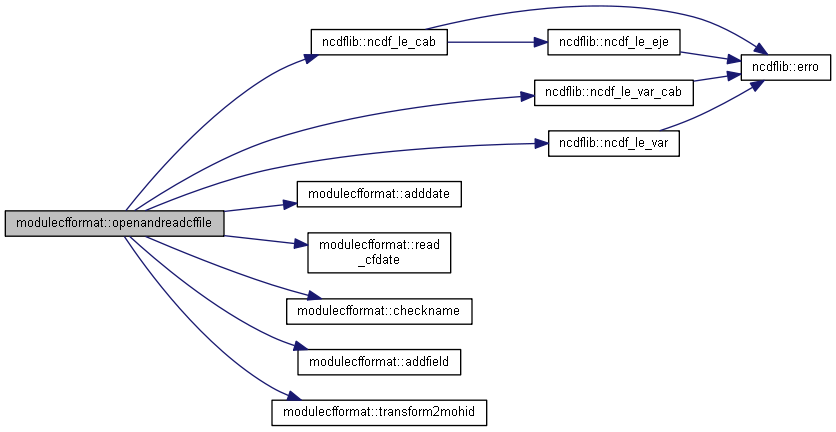 ncdflib::ncdf_le_cab
ncdflib::ncdf_le_eje
ncdflib::erro
ncdflib::ncdf_le_var_cab
ncdflib::ncdf_le_var
modulecfformat::adddate
modulecfformat::openandreadcffile
modulecfformat::read
_cfdate
modulecfformat::checkname
modulecfformat::addfield
modulecfformat::transform2mohid